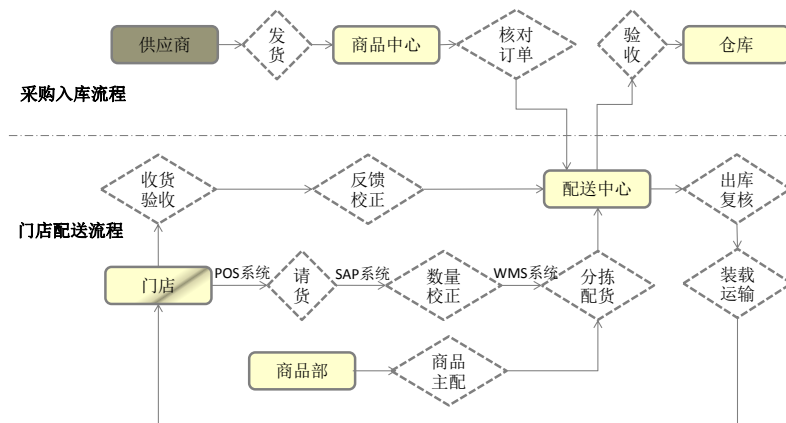 供应商
发
货
商品中心
核对
订单
验
收
仓库
采购入库流程
收货
验收
反馈
校正
配送中心
出库
复核
门店配送流程
门店
POS系统
请
货
SAP系统
数量
校正
WMS系统
分拣
配货
装载
运输
商品部
商品
主配